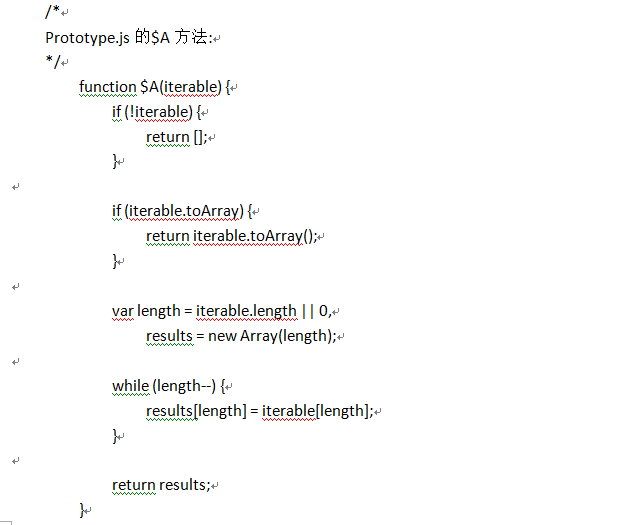 /*
Prototype.js 的$A 方法:
*/
function $A(iterable) {
if (!iterable) {
return [];
}
if (iterable.toArray) {
return iterable.toArray();
}
var length = iterable.length || 0,
results = new Array(length);
while (length--) {
results[length] = iterable[length];
}
return results;
}